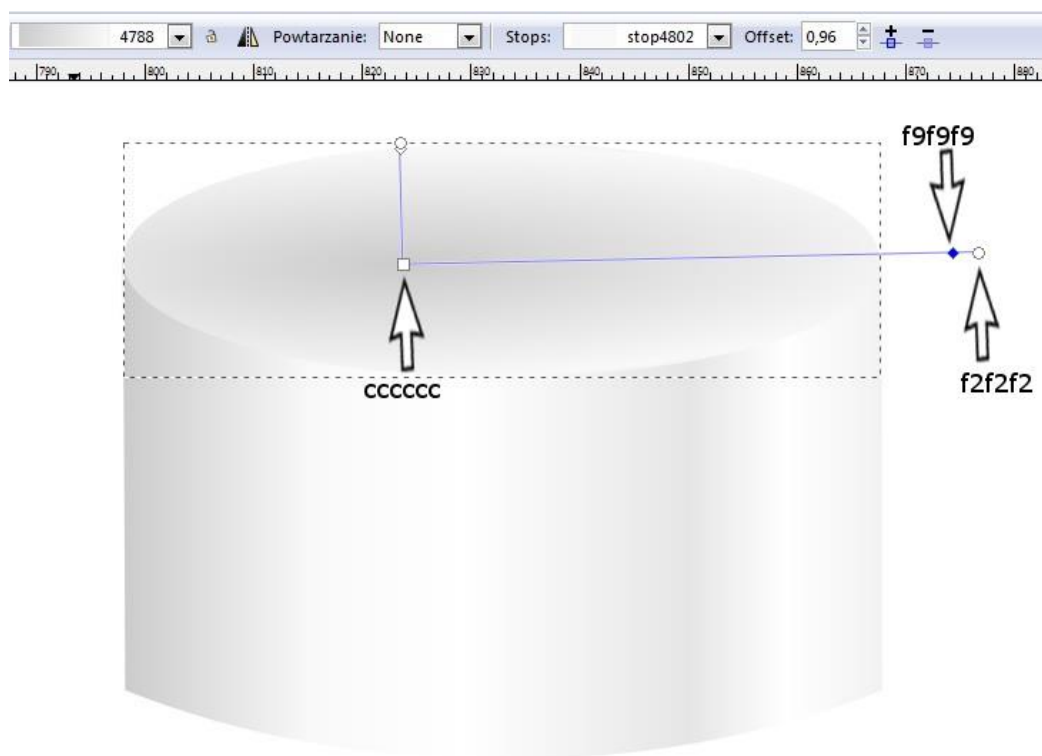 4788 Powtarzanie: None Stops: stop4802 Offset: 0,96
790 800 810 820 830 840 850 860 870 880
f9f9f9
cccccc
f2f2f2